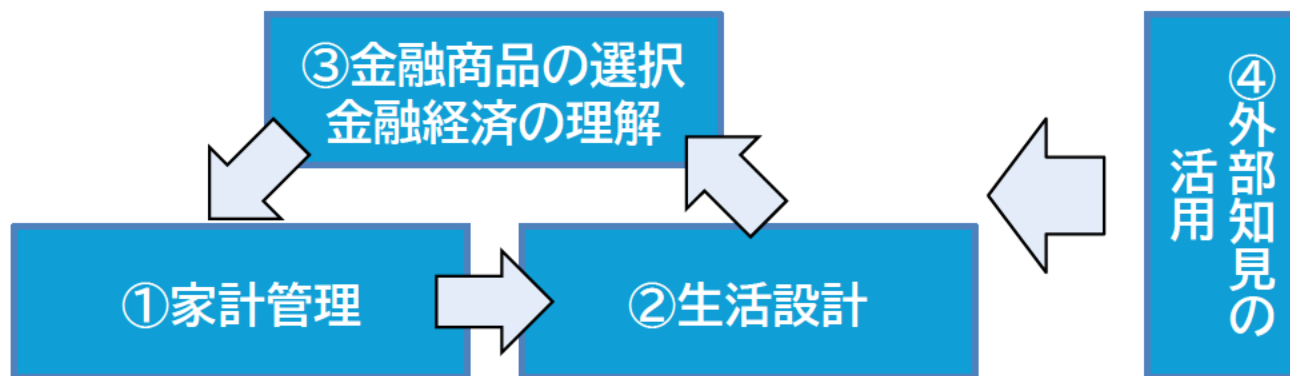 ③金融商品の選択
金融経済の理解
①家計管理
②生活設計
④外部知見の
活用